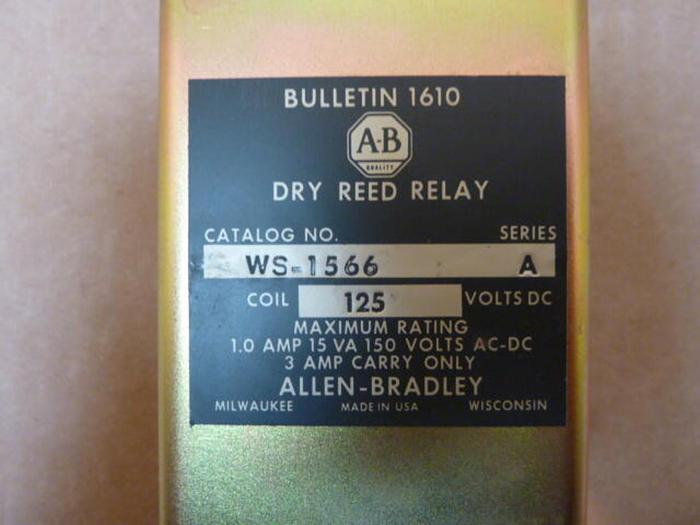 BULLETIN 1610
A-B
QUALITY
DRY REED RELAY
CATALOG NO. SERIES
WS-1566 A
COIL 125 VOLTS DC
MAXIMUM RATING
1.0 AMP 15 VA 150 VOLTS AC-DC
3 AMP CARRY ONLY
ALLEN-BRADLEY
MILWAUKEE MADE IN USA WISCONSIN